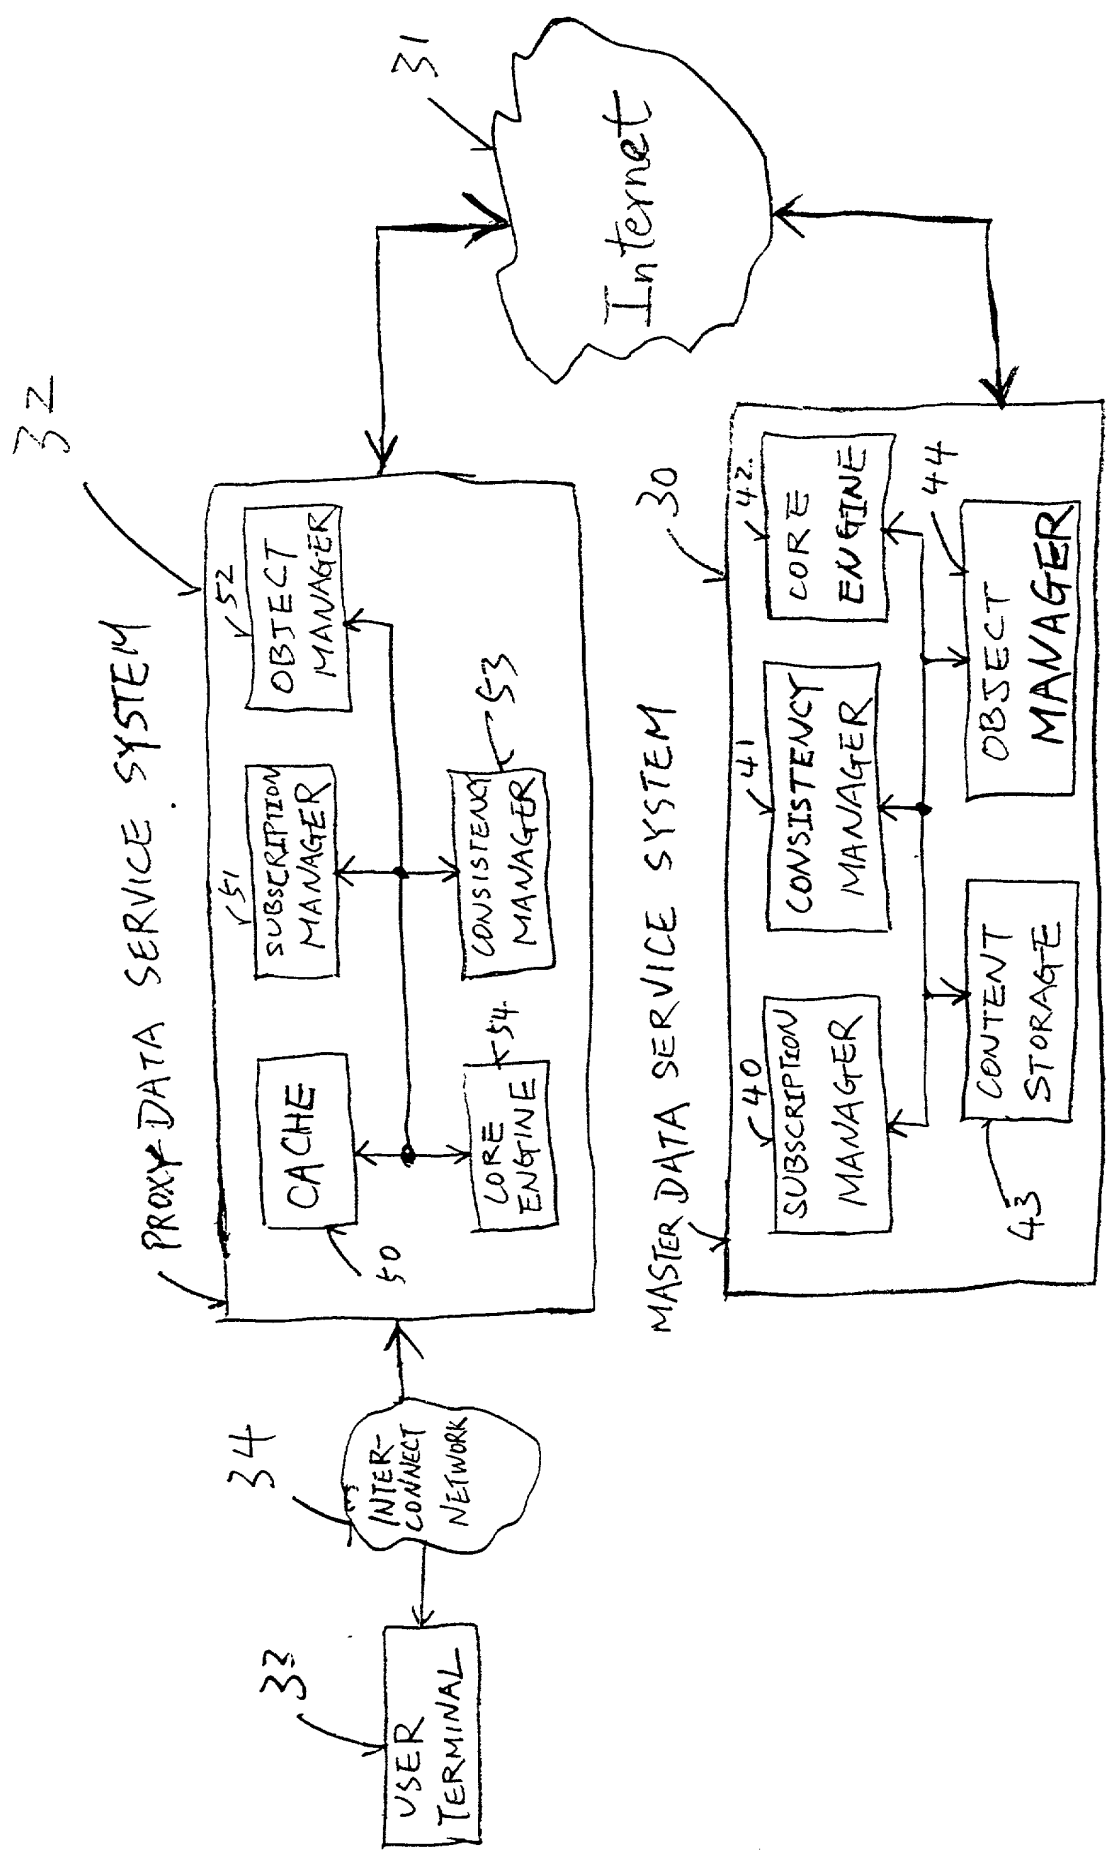 32
PROXY DATA SERVICE SYSTEM
50
CACHE
51
SUBSCRIPTION
MANAGER
52
OBJECT
MANAGER
54
CORE
ENGINE
53
CONSISTENCY
MANAGER
33
USER
TERMINAL
34
INTER-
CONNECT
NETWORK
31
Internet
30
MASTER DATA SERVICE SYSTEM
40
SUBSCRIPTION
MANAGER
41
CONSISTENCY
MANAGER
42
CORE
ENGINE
43
CONTENT
STORAGE
44
OBJECT
MANAGER